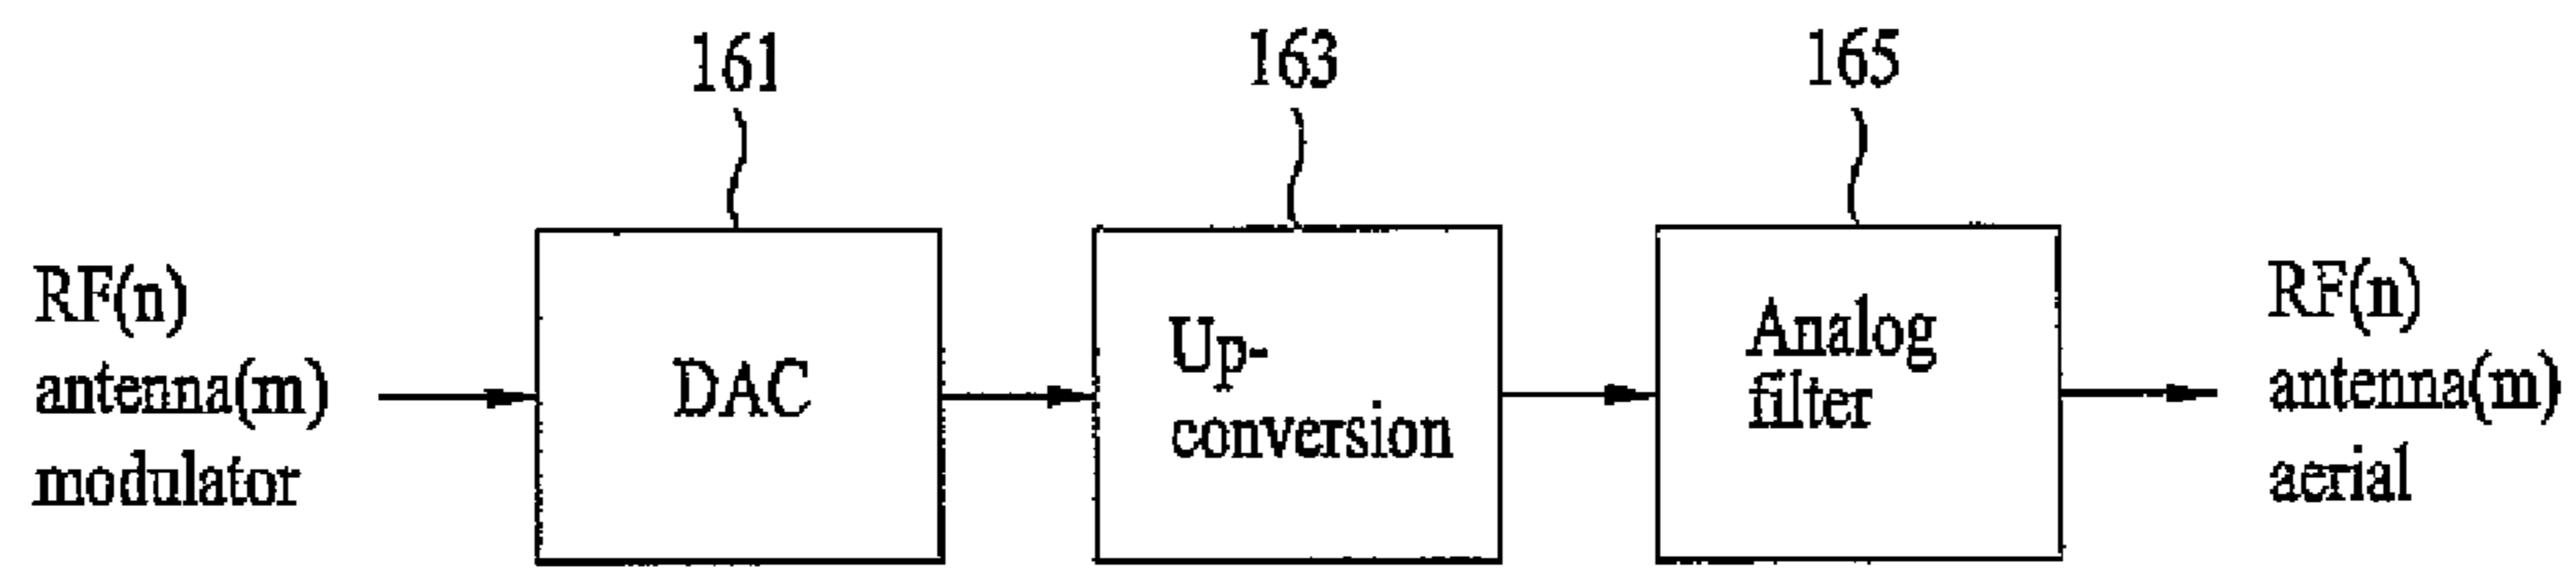 161
163
165
RF(n)
antenna(m)
modulator
DAC
Up-
conversion
Analog
filter
RF(n)
antenna(m)
aerial